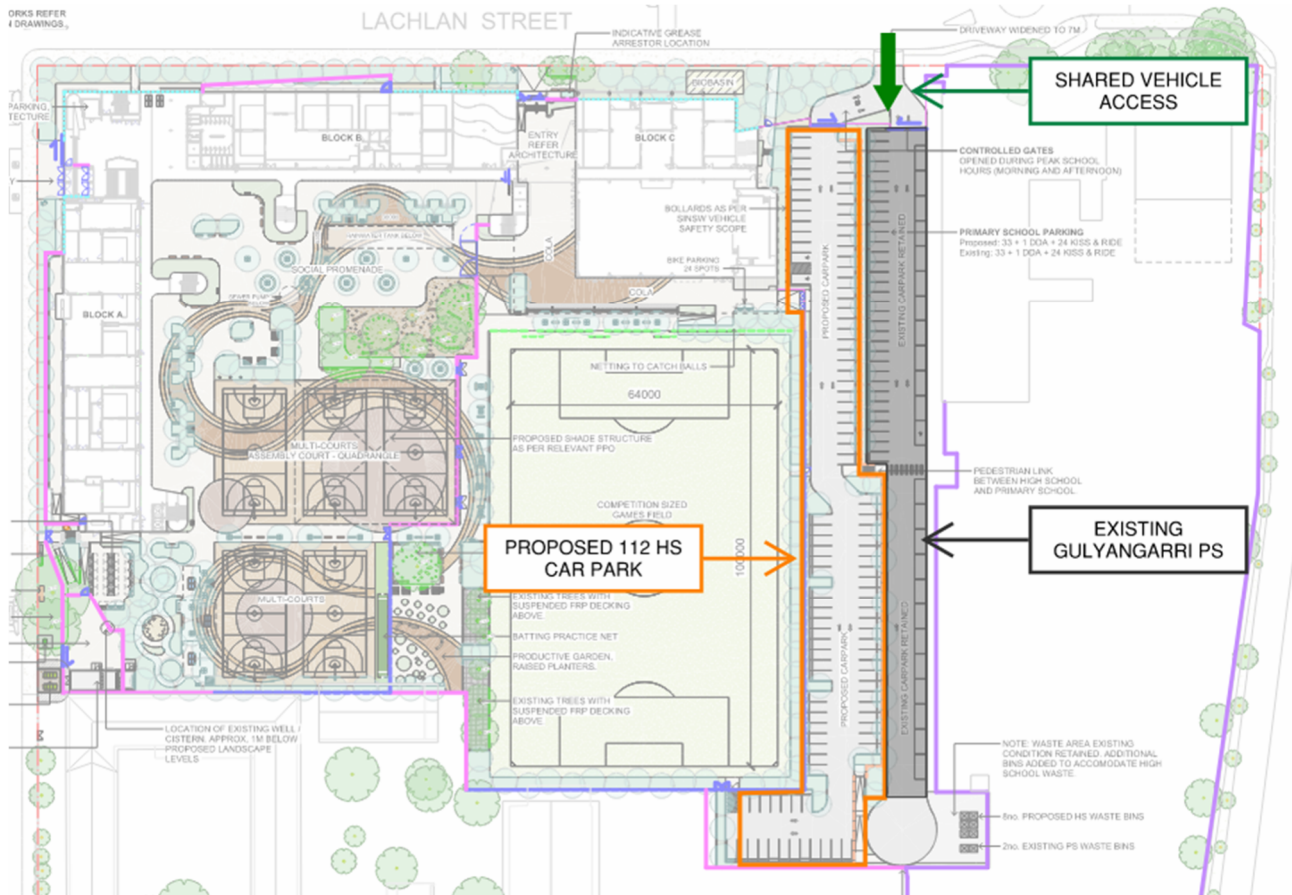 ORKS REFER
N DRAWINGS.
LACHLAN STREET
INDICATIVE GREASE
ARRESTOR LOCATION
DRIVEWAY WIDENED TO 7M
BIOBASIN
SHARED VEHICLE
ACCESS
PARKING,
TECTURE
BLOCK B
ENTRY
REFER
ARCHITECTURE
BLOCK C
CONTROLLED GATES
OPENED DURING PEAK SCHOOL
HOURS (MORNING AND AFTERNOON)
BOLLARDS AS PER
SINSW VEHICLE
SAFETY SCOPE
PRIMARY SCHOOL PARKING
Proposed: 33 + 1 DDA + 24 KISS & RIDE
Existing: 33 + 1 DDA + 24 KISS & RIDE
COLA
BIKE PARKING
24 SPOTS
SOCIAL PROMENADE
COLA
PROPOSED CARPARK
EXISTING CARPARK RETAINED
BLOCK A
NETTING TO CATCH BALLS
64000
PROPOSED SHADE STRUCTURE
AS PER RELEVANT PPO
MULTI-COURTS
ASSEMBLY COURT - QUADRANGLE
PEDESTRIAN LINK
BETWEEN HIGH SCHOOL
AND PRIMARY SCHOOL
COMPETITION SIZED
GAMES FIELD
PROPOSED 112 HS
CAR PARK
100000
EXISTING
GULYANGARRI PS
MULTI-COURTS
EXISTING TREES WITH
SUSPENDED FRP DECKING
ABOVE
BATTING PRACTICE NET
PRODUCTIVE GARDEN,
RAISED PLANTERS.
PROPOSED CARPARK
EXISTING CARPARK RETAINED
EXISTING TREES WITH
SUSPENDED FRP DECKING
ABOVE
LOCATION OF EXISTING WELL /
CISTERN. APPROX. 1M BELOW
PROPOSED LANDSCAPE
LEVELS
NOTE: WASTE AREA EXISTING
CONDITION RETAINED. ADDITIONAL
BINS ADDED TO ACCOMODATE HIGH
SCHOOL WASTE
6no. PROPOSED HS WASTE BINS
2no. EXISTING PS WASTE BINS